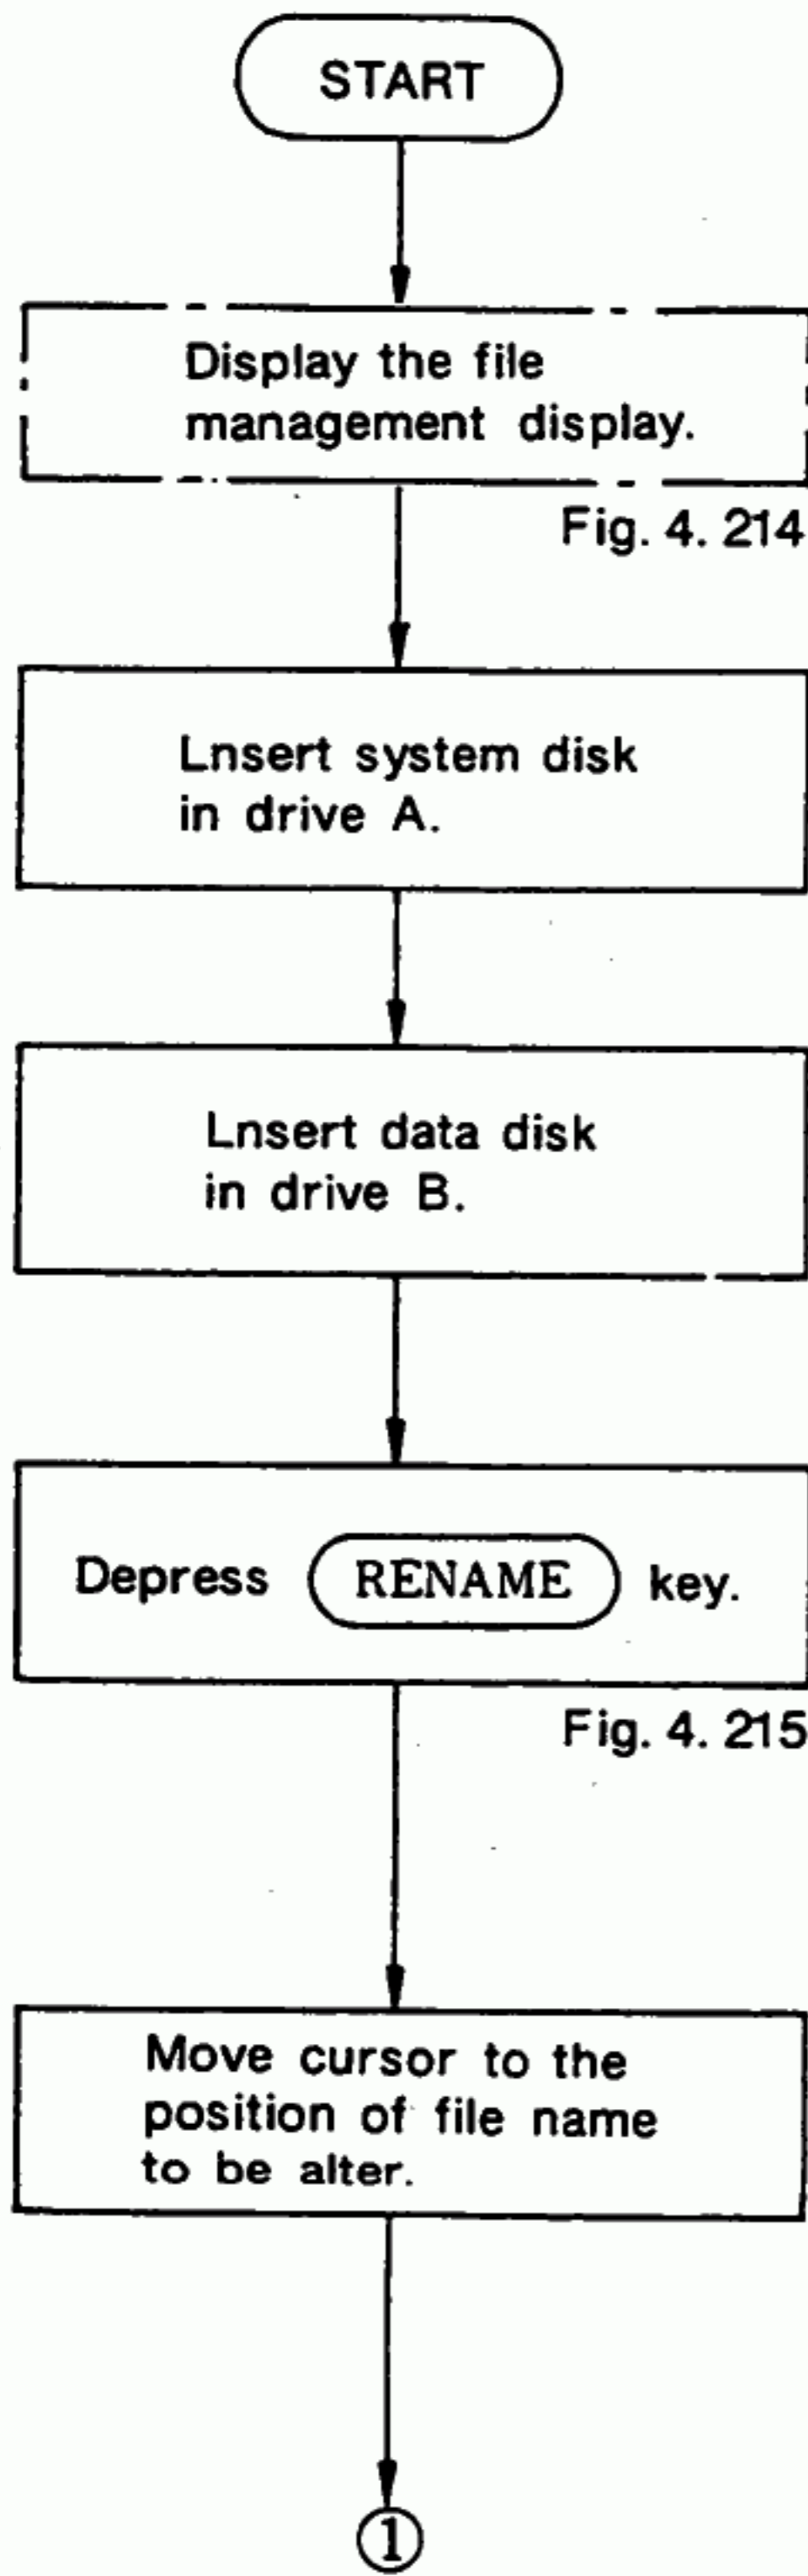 START
Display the file
management display.
Fig. 4. 214
Lnsert system disk
in drive A.
Lnsert data disk
in drive B.
Depress RENAME key.
Fig. 4. 215
Move cursor to the
position of file name
to be alter.
1